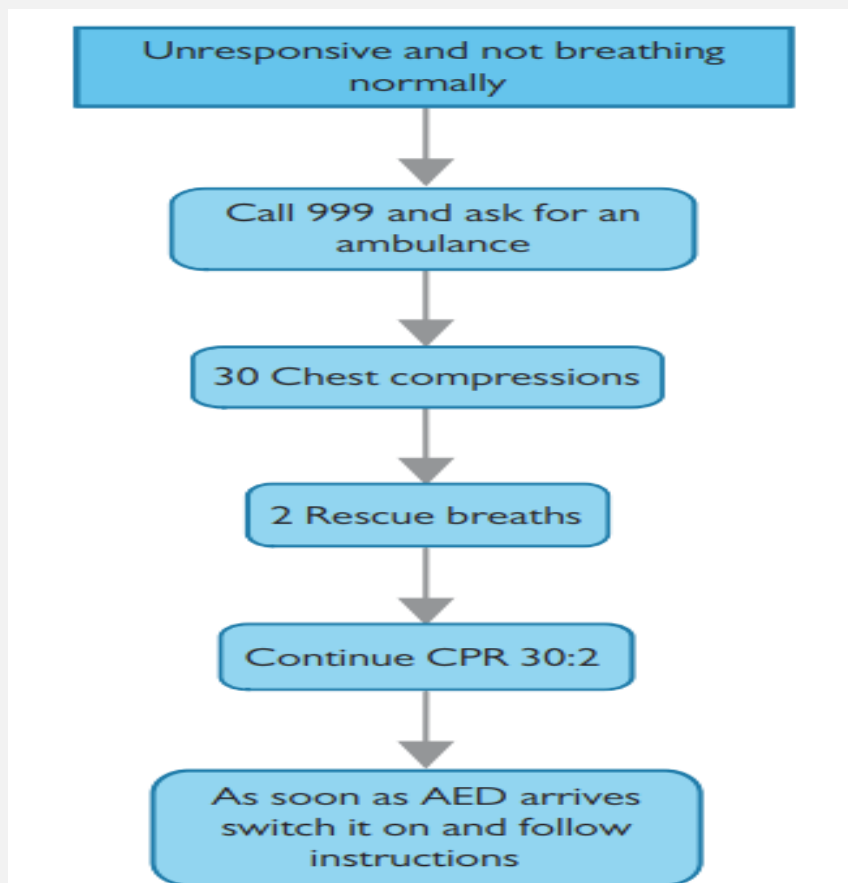 Unresponsive and not breathing
normally
Call 999 and ask for an
ambulance
30 Chest compressions
2 Rescue breaths
Continue CPR 30:2
As soon as AED arrives
switch it on and follow
instructions